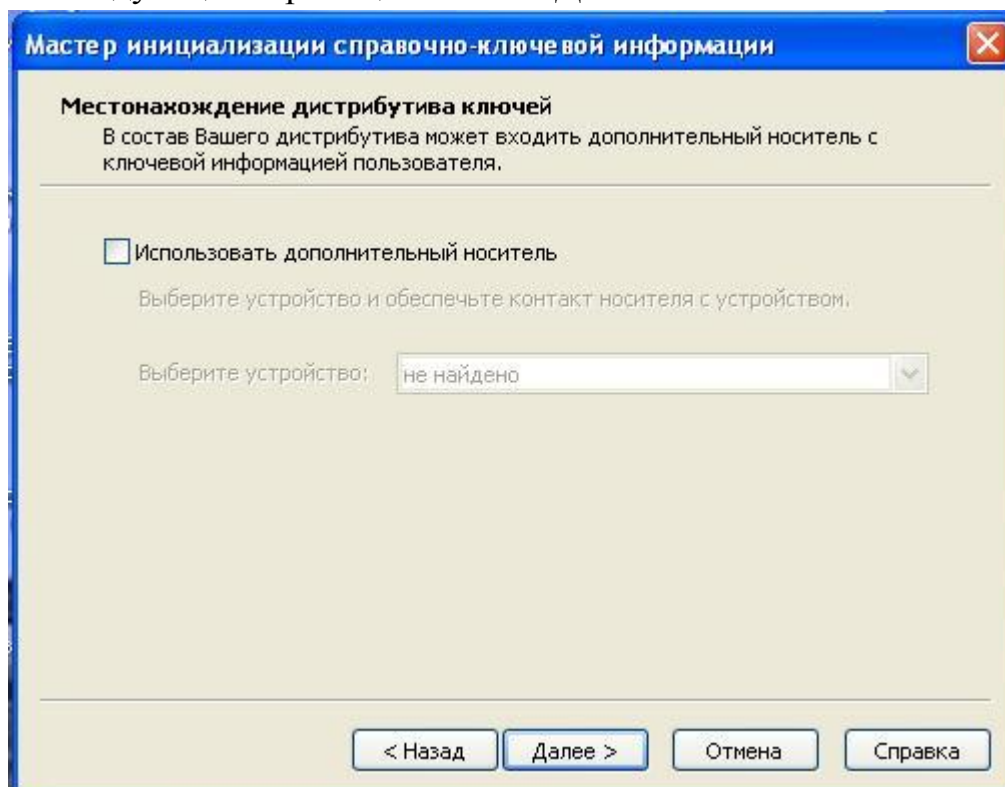 Мастер инициализации справочно-ключевой информации
Местонахождение дистрибутива ключей
В состав Вашего дистрибутива может входить дополнительный носитель с
ключевой информацией пользователя.
Использовать дополнительный носитель
Выберите устройство и обеспечьте контакт носителя с устройством.
Выберите устройство: не найдено
< Назад Далее > Отмена Справка